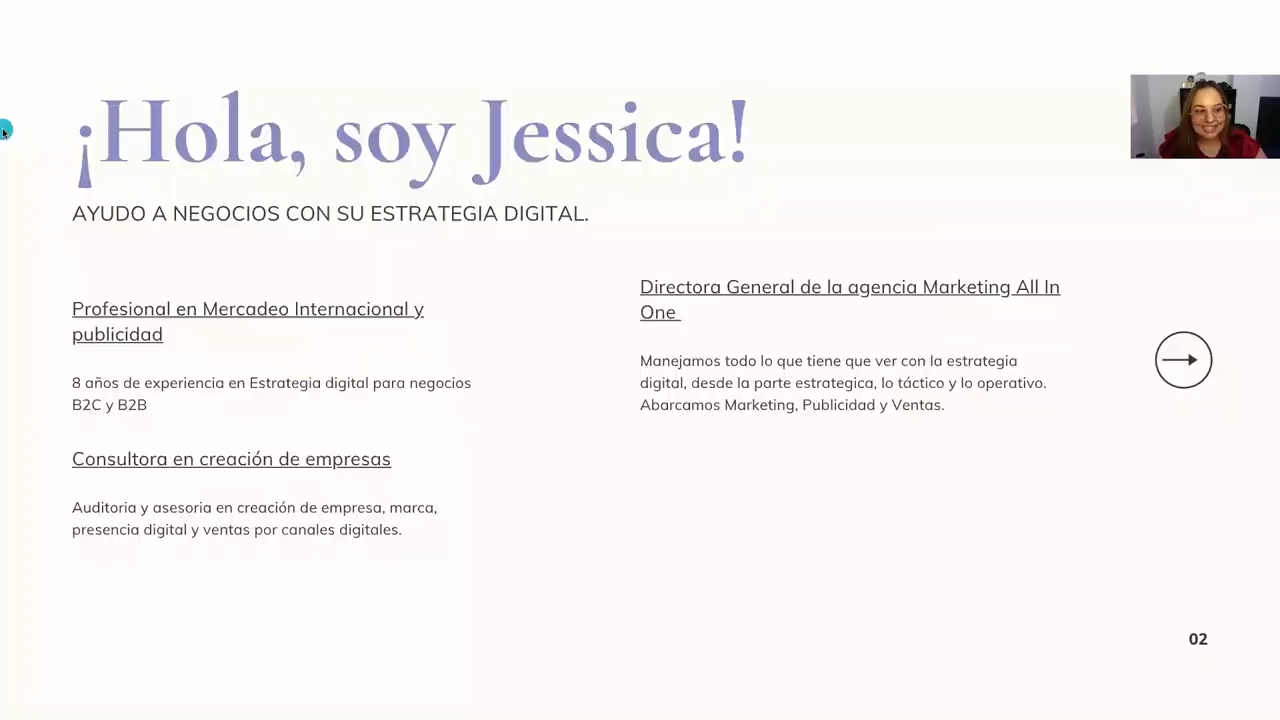 ¡Hola, soy Jessica!
AYUDO A NEGOCIOS CON SU ESTRATEGIA DIGITAL.
Profesional en Mercadeo Internacional y
publicidad
8 años de experiencia en Estrategia digital para negocios
B2C y B2B
Consultora en creación de empresas
Auditoria y asesoria en creación de empresa, marca,
presencia digital y ventas por canales digitales.
Directora General de la agencia Marketing All In
One
Manejamos todo lo que tiene que ver con la estrategia
digital, desde la parte estrategica, lo táctico y lo operativo.
Abarcamos Marketing, Publicidad y Ventas.
02